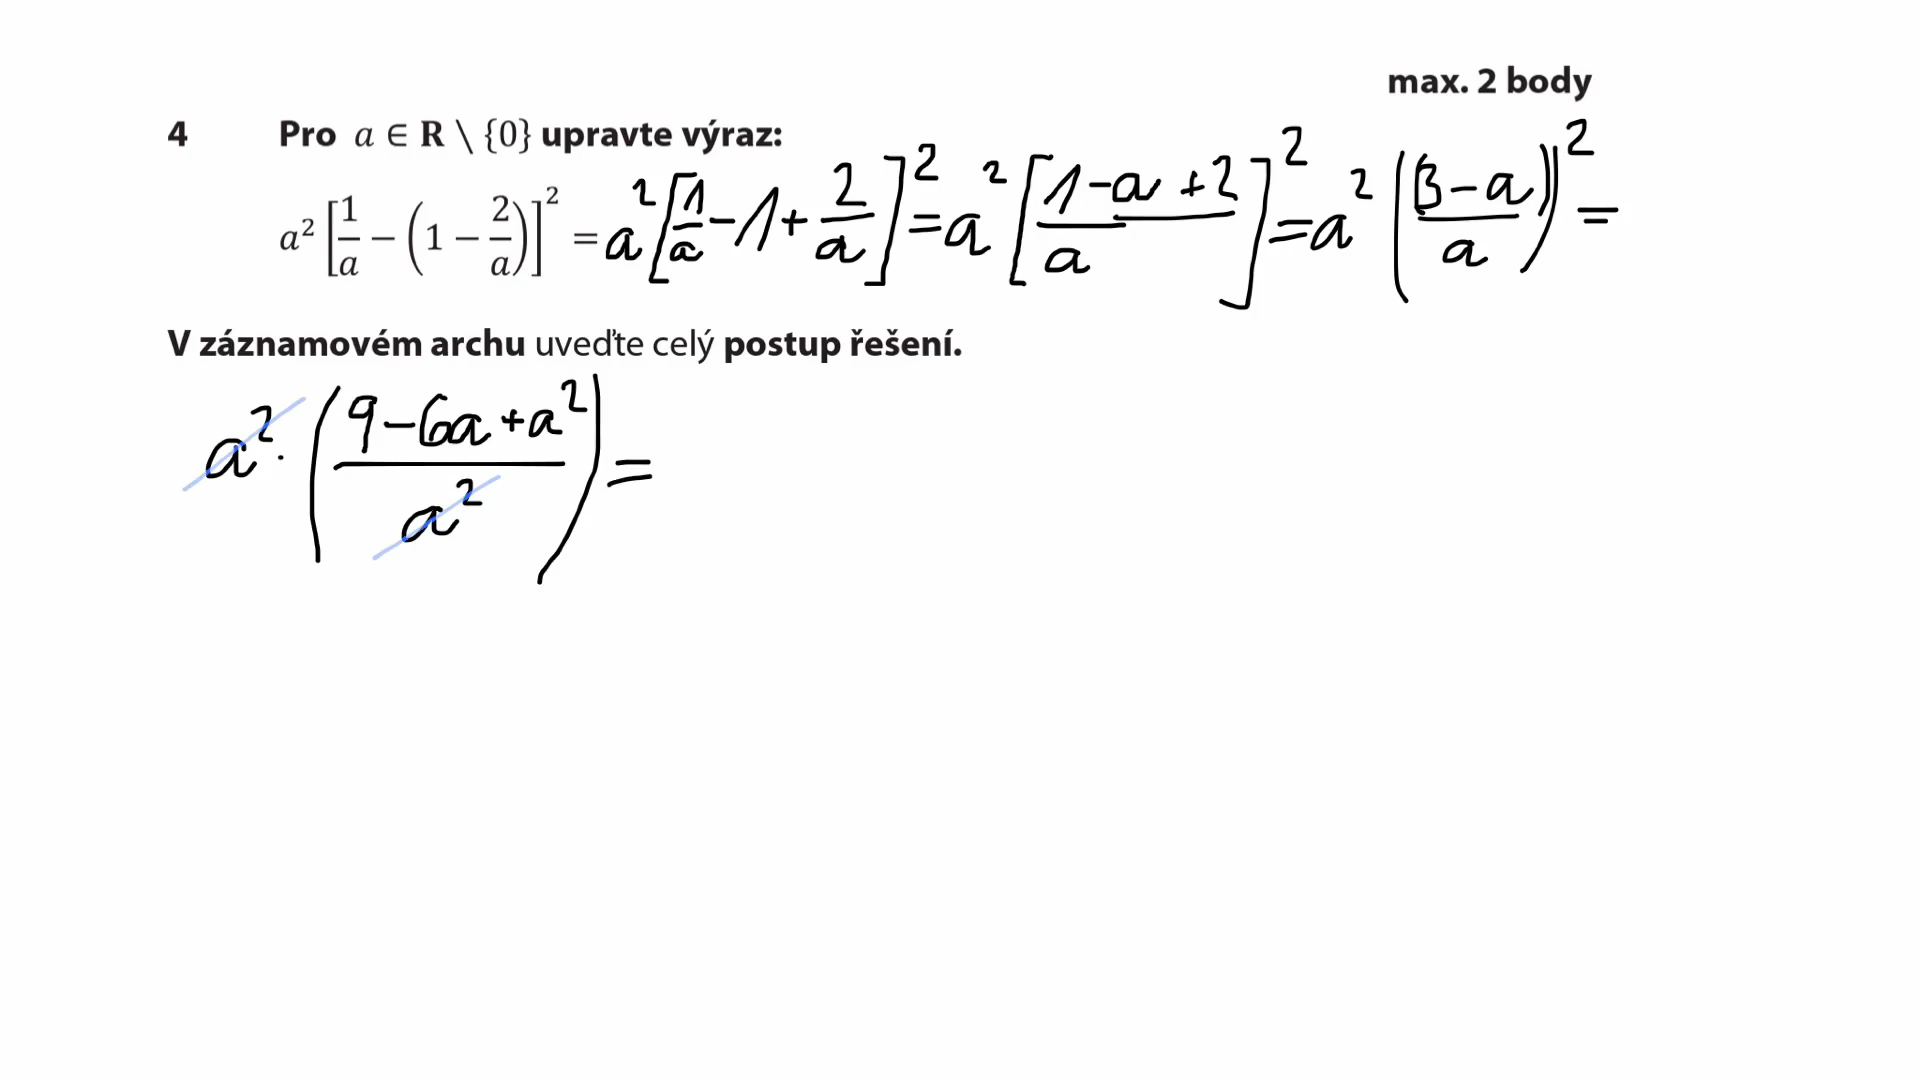 max. 2 body
4 Pro a ∈ R \ {0} upravte výraz:
a² [1/a − (1 − 2/a)]² = a² [1/a − 1 + 2/a]² = a² [(1−a+2)/a]² = a² ((3−a)/a)² =
V záznamovém archu uveďte celý postup řešení.
a² · ((9−6a+a²)/a²) =